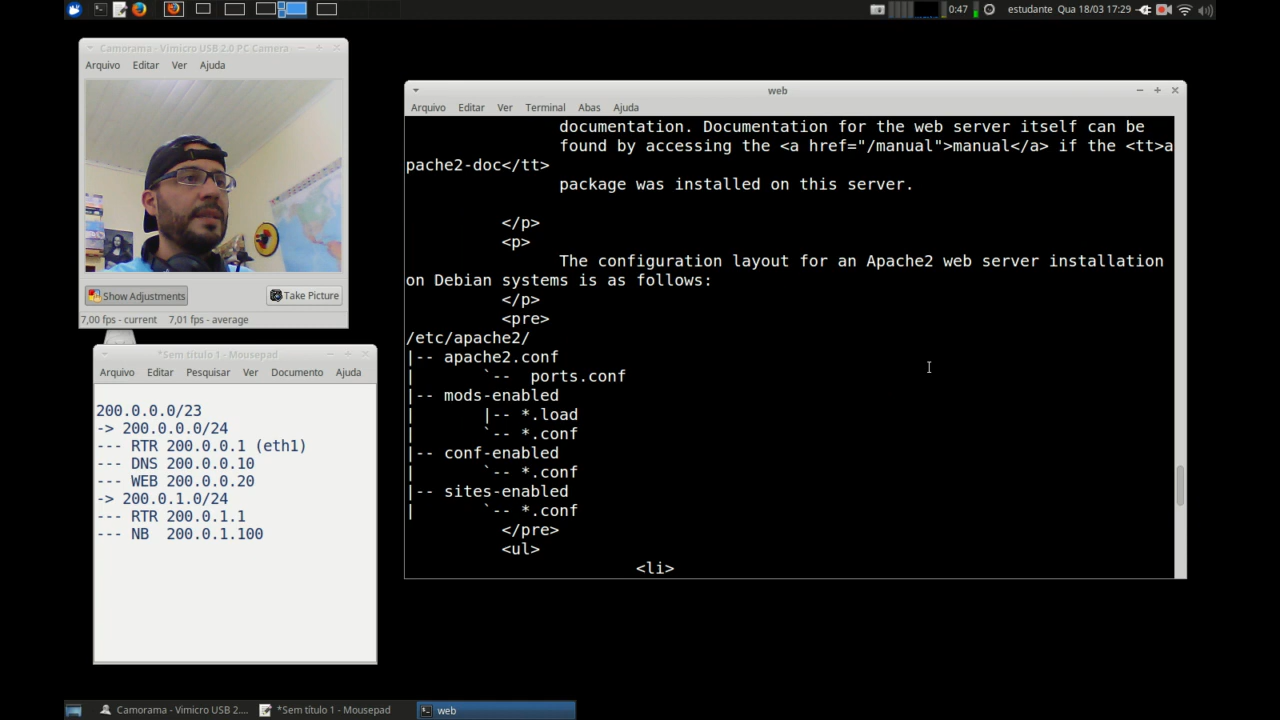 0:47 estudante Qua 18/03 17:29
Camorama - Vimicro USB 2.0 PC Camera
Arquivo Editar Ver Ajuda
Show Adjustments Take Picture
7,00 fps - current 7,01 fps - average
*Sem título 1 - Mousepad
Arquivo Editar Pesquisar Ver Documento Ajuda
200.0.0.0/23
-> 200.0.0.0/24
--- RTR 200.0.0.1 (eth1)
--- DNS 200.0.0.10
--- WEB 200.0.0.20
-> 200.0.1.0/24
--- RTR 200.0.1.1
--- NB  200.0.1.100
web
Arquivo Editar Ver Terminal Abas Ajuda
documentation. Documentation for the web server itself can be
found by accessing the <a href="/manual">manual</a> if the <tt>a
pache2-doc</tt>
package was installed on this server.
</p>
<p>
The configuration layout for an Apache2 web server installation
on Debian systems is as follows:
</p>
<pre>
/etc/apache2/
|-- apache2.conf
|       `--  ports.conf
|-- mods-enabled
|       |-- *.load
|       `-- *.conf
|-- conf-enabled
|       `-- *.conf
|-- sites-enabled
|       `-- *.conf
</pre>
<ul>
<li>
Camorama - Vimicro USB 2.... *Sem título 1 - Mousepad web